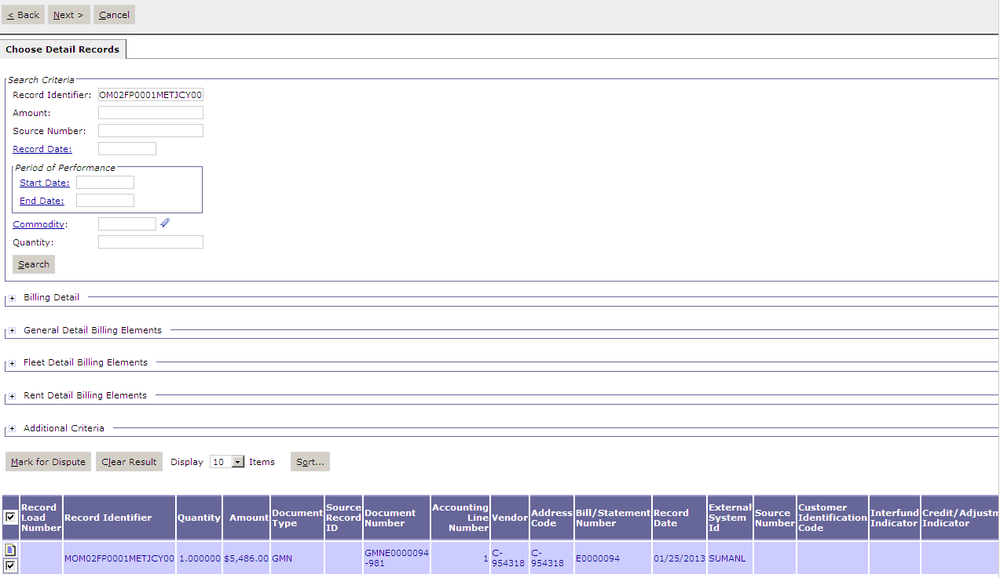 < Back Next > Cancel
Choose Detail Records
Search Criteria
Record Identifier: OM02FP0001METJCY00
Amount:
Source Number:
Record Date:
Period of Performance
Start Date:
End Date:
Commodity:
Quantity:
Search
Billing Detail
General Detail Billing Elements
Fleet Detail Billing Elements
Rent Detail Billing Elements
Additional Criteria
Mark for Dispute Clear Result Display 10 Items Sort...
Record Load Number Record Identifier Quantity Amount Document Type Source Record ID Document Number Accounting Line Number Vendor Address Code Bill/Statement Number Record Date External System Id Source Number Customer Identification Code Interfund Indicator Credit/Adjustm Indicator
MOM02FP0001METJCY00 1.000000 $5,486.00 GMN GMNE0000094-981 1 C-954318 C-954318 E0000094 01/25/2013 SUMANL